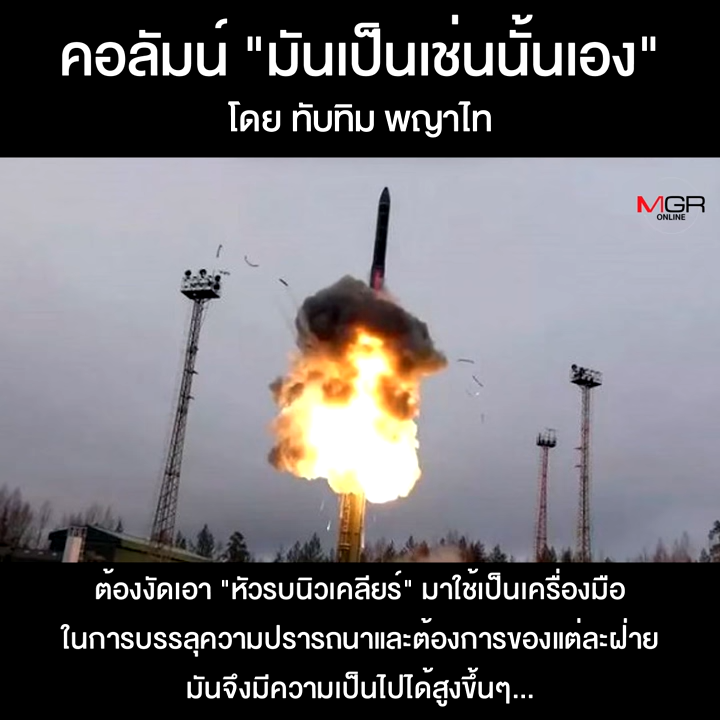 คอลัมน์ "มันเป็นเช่นนั้นเอง"
โดย ทับทิม พญาไท
MGR
ONLINE
ต้องงัดเอา "หัวรบนิวเคลียร์" มาใช้เป็นเครื่องมือ
ในการบรรลุความปรารถนาและต้องการของแต่ละฝ่าย
มันจึงมีความเป็นไปได้สูงขึ้นๆ...